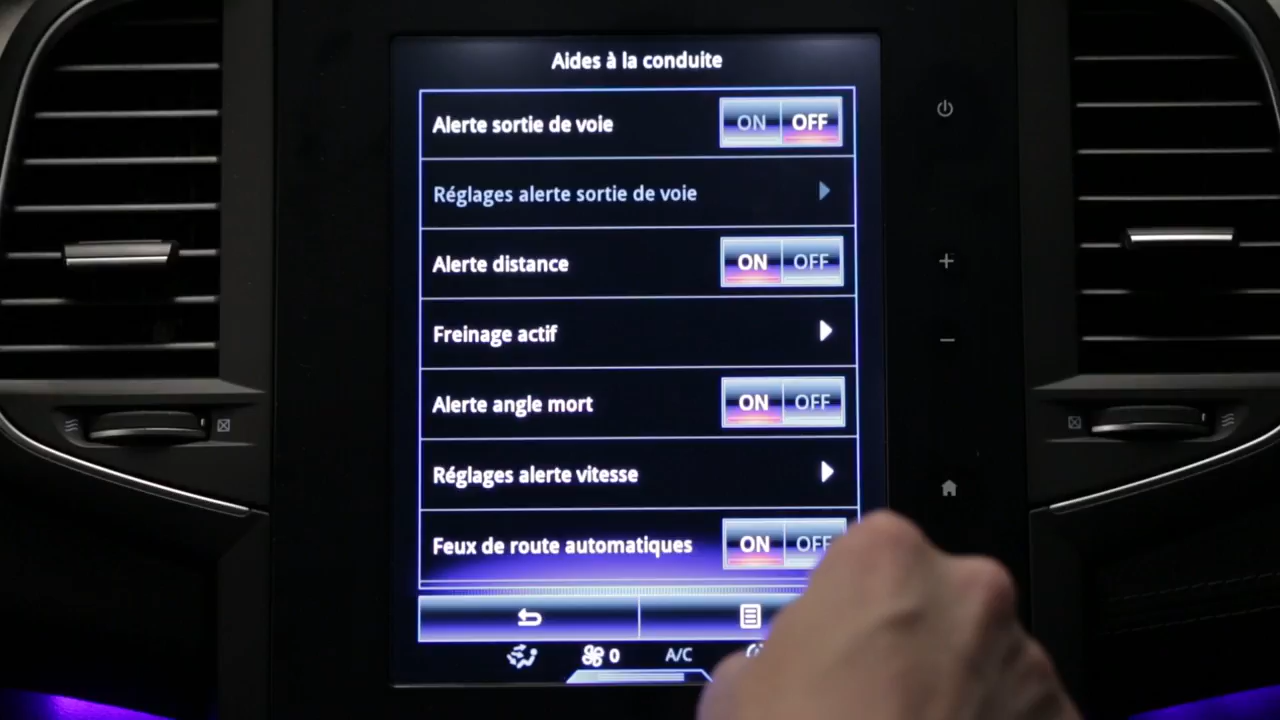 Aides à la conduite
Alerte sortie de voie ON OFF
Réglages alerte sortie de voie
Alerte distance ON OFF
Freinage actif
Alerte angle mort ON OFF
Réglages alerte vitesse
Feux de route automatiques ON OFF
0 A/C